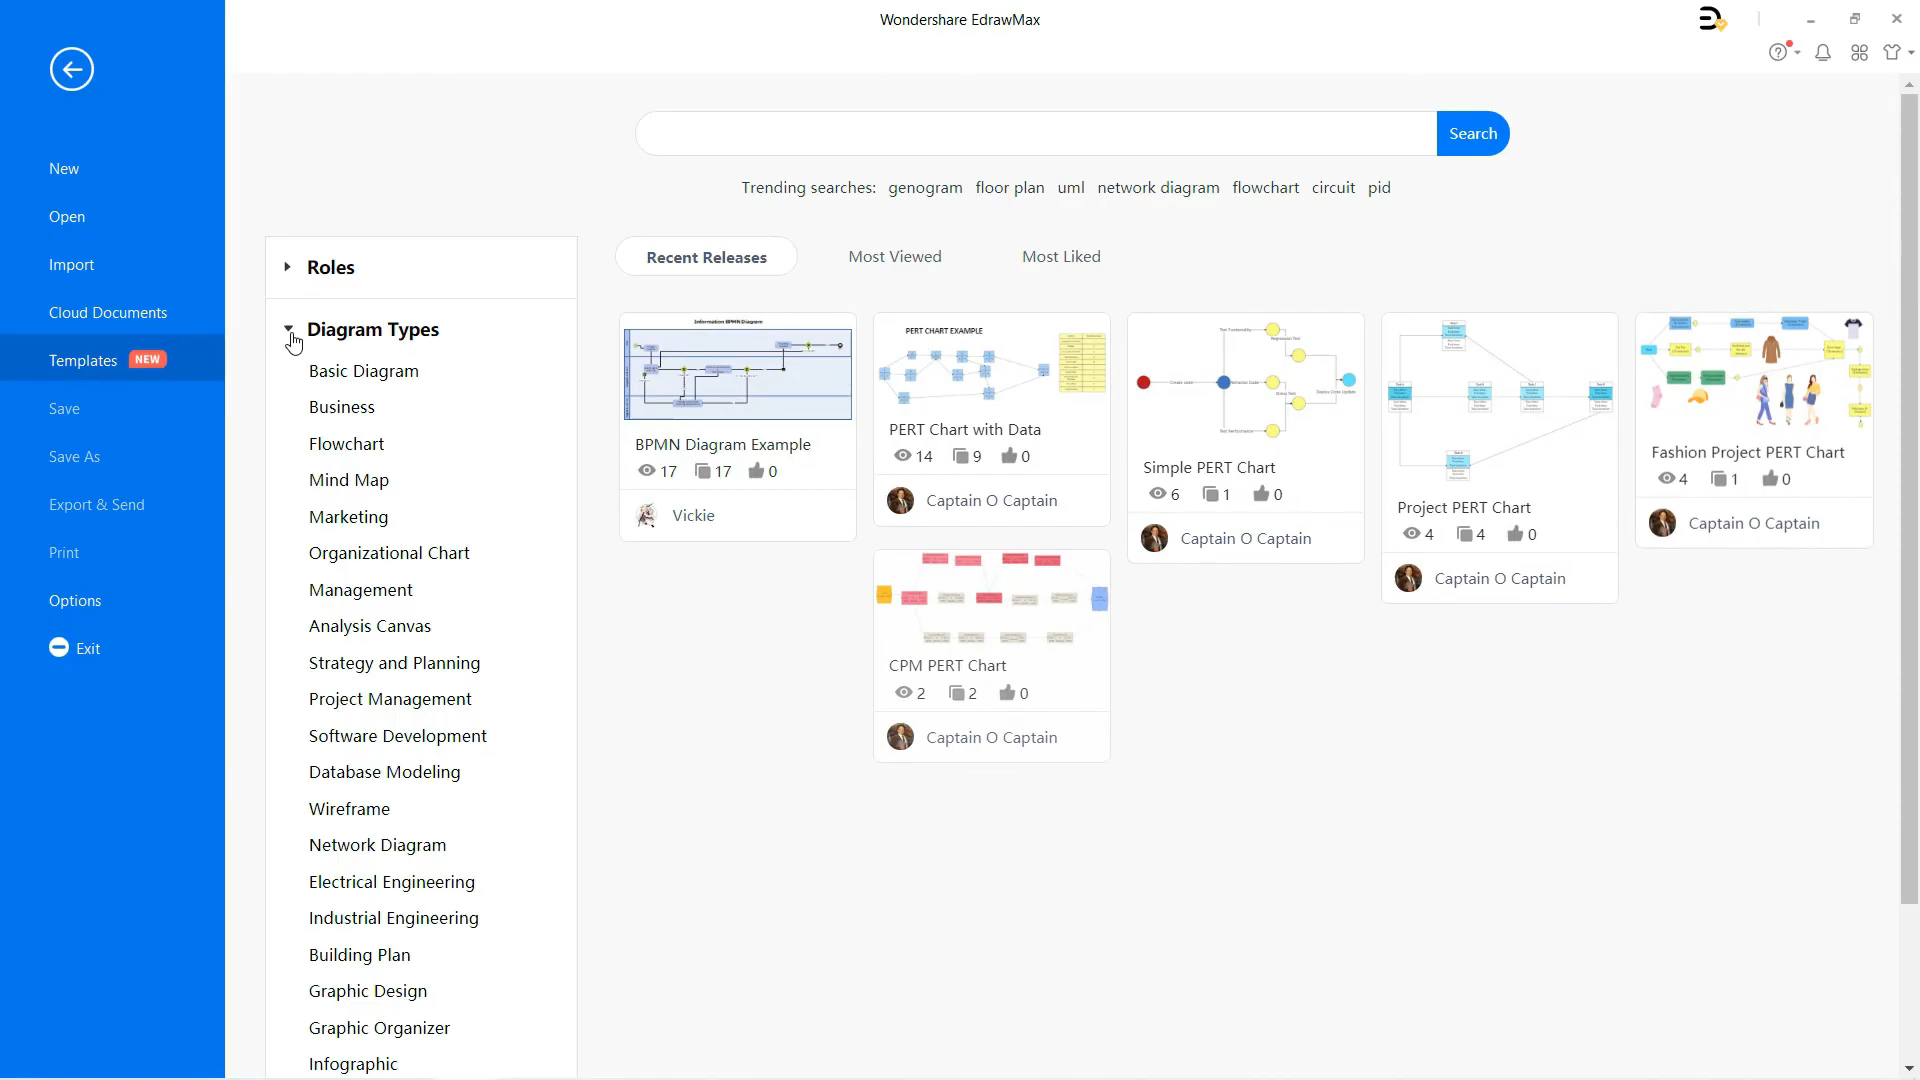 Wondershare EdrawMax
New
Open
Import
Cloud Documents
Templates NEW
Save
Save As
Export & Send
Print
Options
Exit
Search
Trending searches: genogram floor plan uml network diagram flowchart circuit pid
Roles
Diagram Types
Basic Diagram
Business
Flowchart
Mind Map
Marketing
Organizational Chart
Management
Analysis Canvas
Strategy and Planning
Project Management
Software Development
Database Modeling
Wireframe
Network Diagram
Electrical Engineering
Industrial Engineering
Building Plan
Graphic Design
Graphic Organizer
Infographic
Recent Releases
Most Viewed
Most Liked
Information BPMN Diagram
BPMN Diagram Example
17 17 0
Vickie
PERT CHART EXAMPLE
PERT Chart with Data
14 9 0
Captain O Captain
CPM PERT Chart
2 2 0
Captain O Captain
Simple PERT Chart
6 1 0
Captain O Captain
Project PERT Chart
4 4 0
Captain O Captain
Fashion Project PERT Chart
4 1 0
Captain O Captain